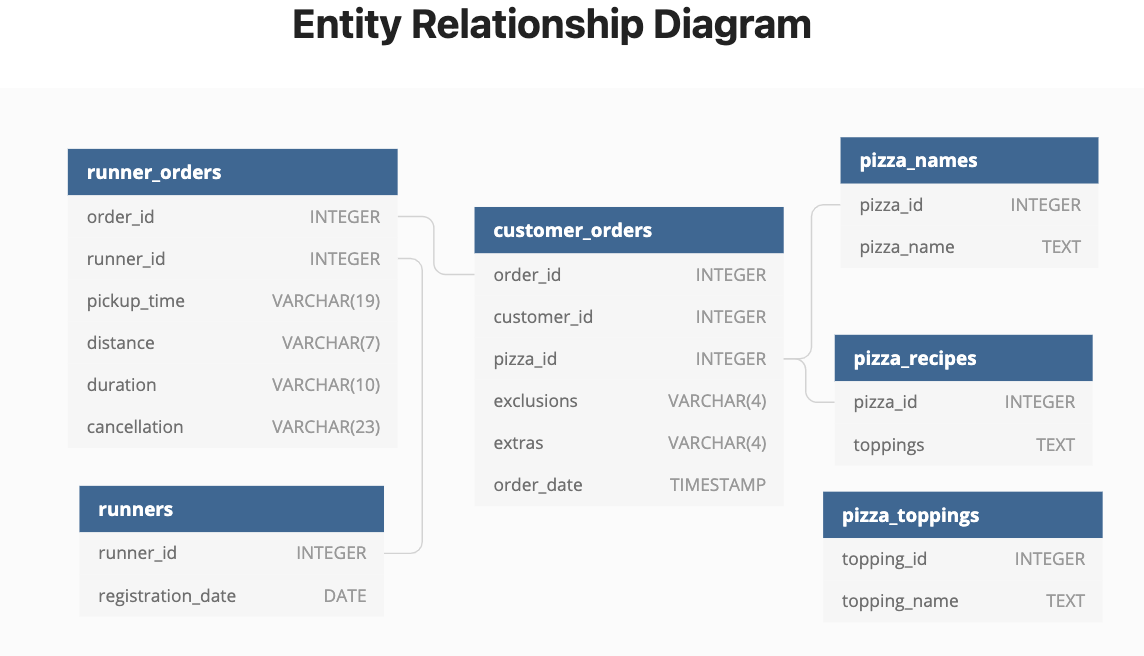 Entity Relationship Diagram
runner_orders
order_id INTEGER
runner_id INTEGER
pickup_time VARCHAR(19)
distance VARCHAR(7)
duration VARCHAR(10)
cancellation VARCHAR(23)
runners
runner_id INTEGER
registration_date DATE
customer_orders
order_id INTEGER
customer_id INTEGER
pizza_id INTEGER
exclusions VARCHAR(4)
extras VARCHAR(4)
order_date TIMESTAMP
pizza_names
pizza_id INTEGER
pizza_name TEXT
pizza_recipes
pizza_id INTEGER
toppings TEXT
pizza_toppings
topping_id INTEGER
topping_name TEXT